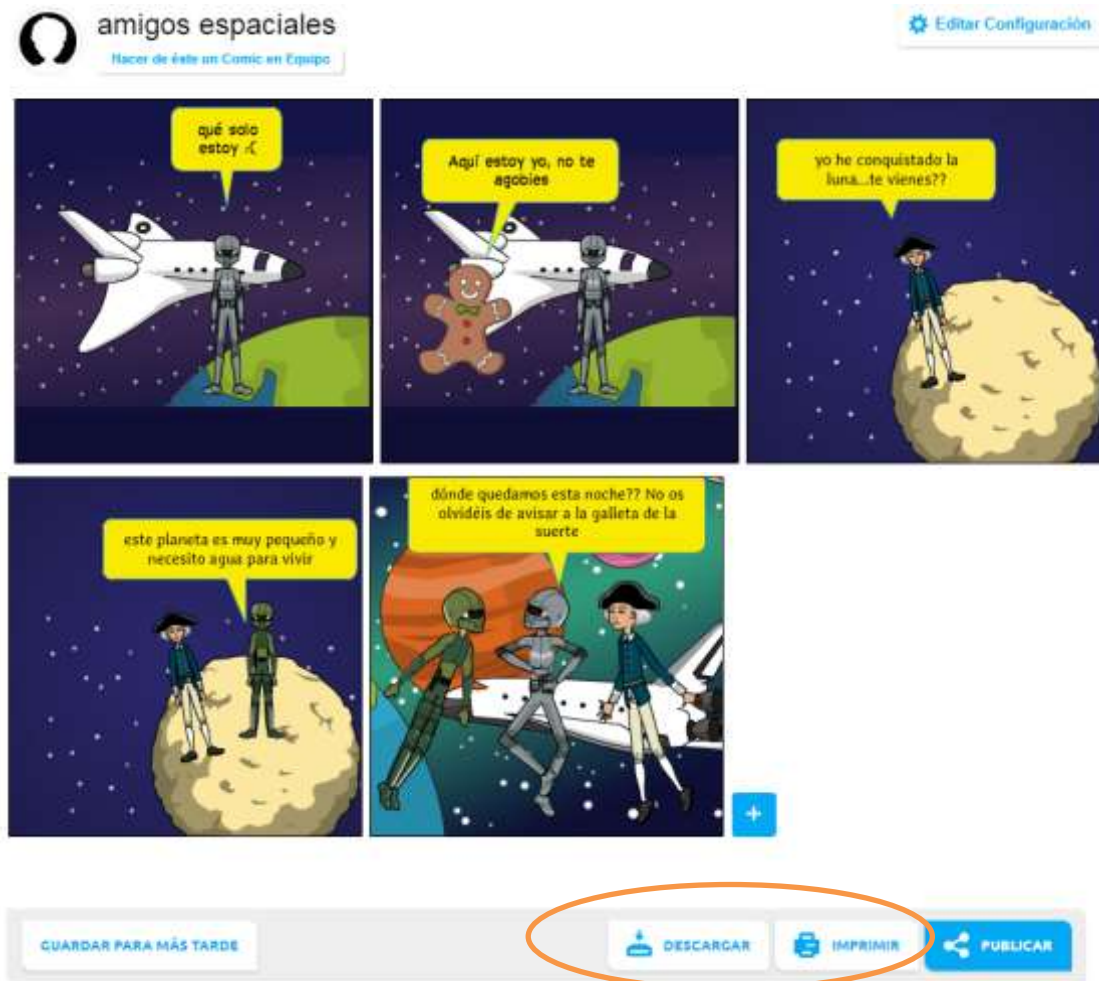 amigos espaciales
Editar Configuración
Hacer de éste un Comic en Equipo
qué solo
estoy :(
Aquí estoy yo, no te
agobies
yo he conquistado la
luna...te vienes??
este planeta es muy pequeño y
necesito agua para vivir
dónde quedamos esta noche?? No os
olvidéis de avisar a la galleta de la
suerte
+
GUARDAR PARA MÁS TARDE
DESCARGAR
IMPRIMIR
PUBLICAR